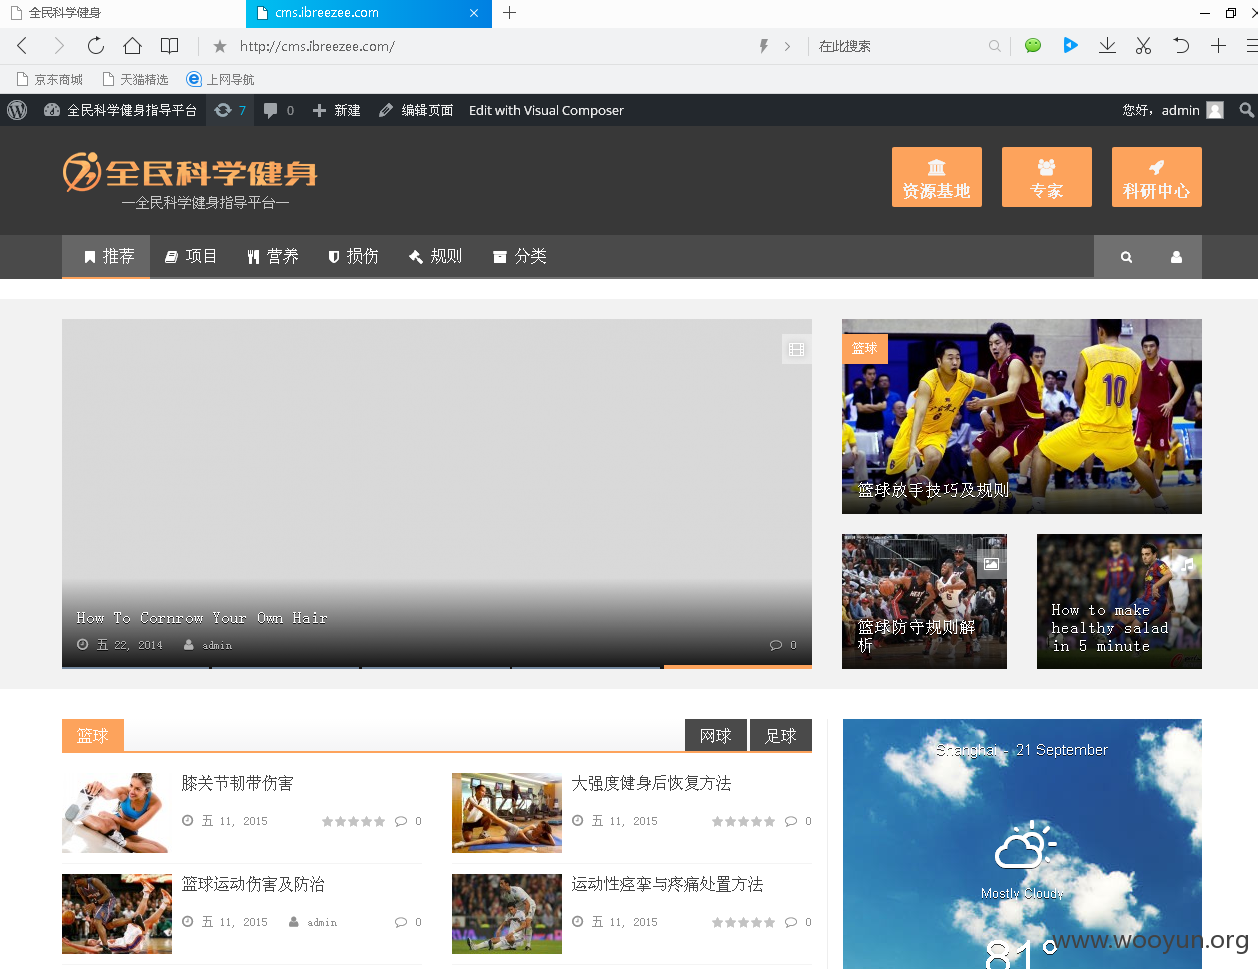 全民科学健身
cms.ibreezee.com
http://cms.ibreezee.com/
在此搜索
京东商城
天猫精选
上网导航
全民科学健身指导平台
7
0
新建
编辑页面
Edit with Visual Composer
您好，admin
全民科学健身
—全民科学健身指导平台—
资源基地
专家
科研中心
推荐
项目
营养
损伤
规则
分类
How To Cornrow Your Own Hair
五 22, 2014
admin
0
篮球
篮球放手技巧及规则
篮球防守规则解
析
How to make
healthy salad
in 5 minute
篮球
网球
足球
膝关节韧带伤害
五 11, 2015
0
大强度健身后恢复方法
五 11, 2015
0
篮球运动伤害及防治
五 11, 2015
admin
0
运动性痉挛与疼痛处置方法
五 11, 2015
0
Shanghai - 21 September
Mostly Cloudy
81°
www.wooyun.org